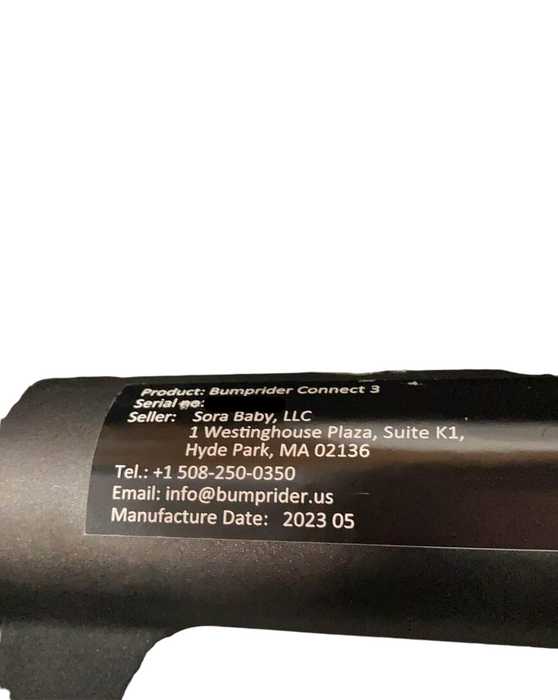 Product: Bumprider Connect 3
Serial no:
Seller: Sora Baby, LLC
1 Westinghouse Plaza, Suite K1,
Hyde Park, MA 02136
Tel.: +1 508-250-0350
Email: info@bumprider.us
Manufacture Date: 2023 05